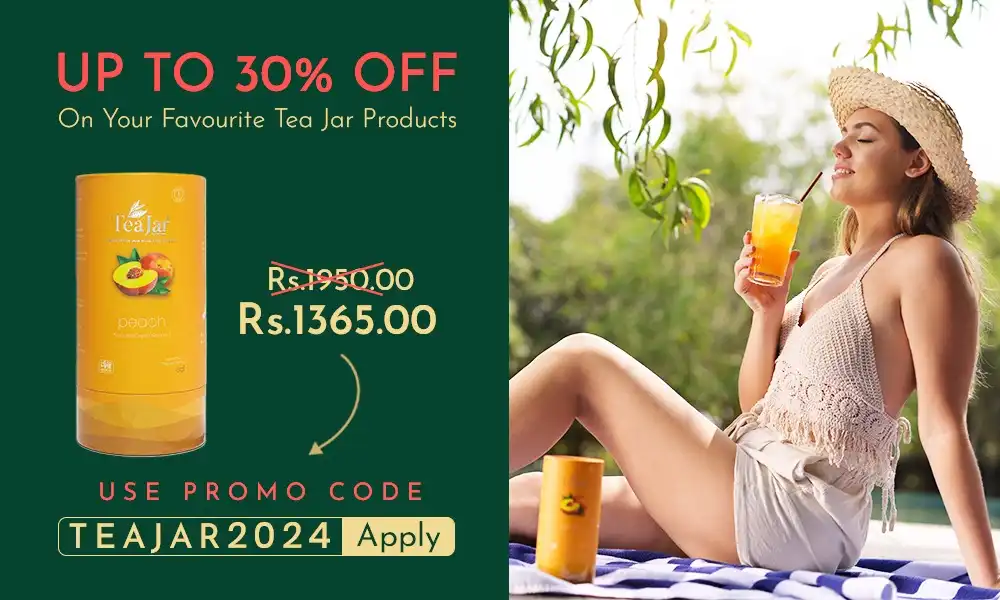 UP TO 30% OFF
On Your Favourite Tea Jar Products
TeaJar
peach
Rs.1950.00
Rs.1365.00
USE PROMO CODE
TEAJAR2024 Apply